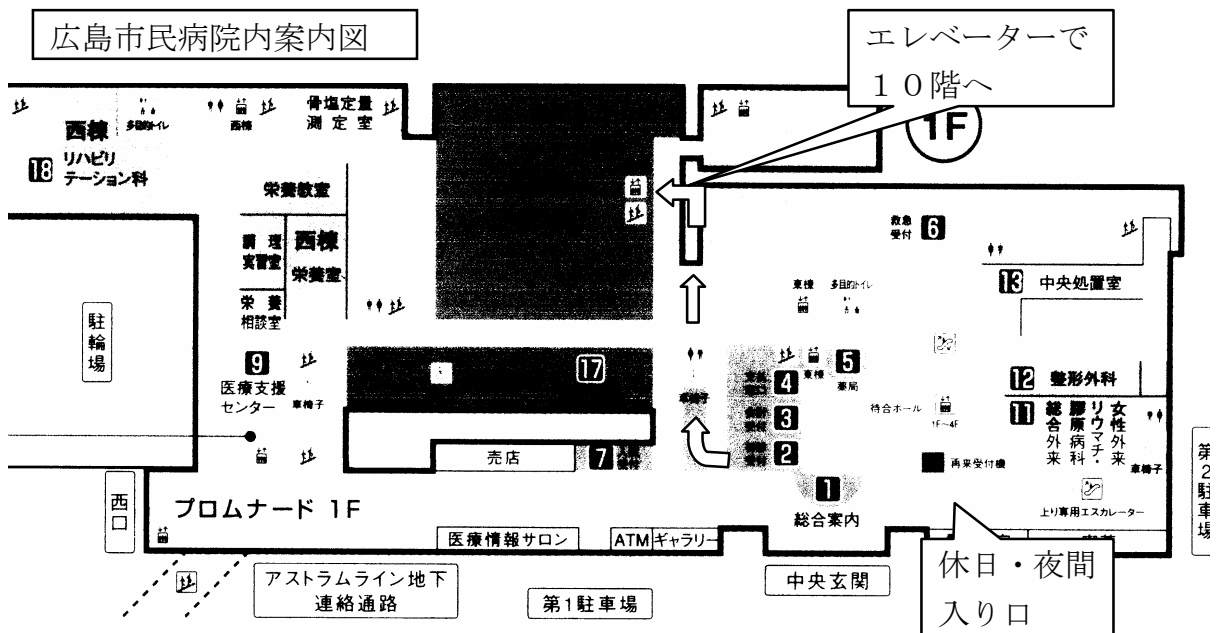 広島市民病院内案内図
エレベーターで
10階へ
1F
西棟
多目的トイレ
西棟
骨塩定量
測定室
18
リハビリ
テーション科
栄養教室
調理
実習室
西棟
栄養室
栄養
相談室
駐輪場
9
医療支援
センター
車椅子
17
車椅子
救急
受付
6
13
中央処置室
東棟
多目的トイレ
4
東棟
5
薬局
3
2
待合ホール
1F~4F
12
整形外科
11
総合外来
膠原病科
リウマチ・
女性外来
車椅子
再来受付機
上り専用エスカレーター
第2駐車場
売店
7
1
総合案内
西口
プロムナード 1F
医療情報サロン
ATM
ギャラリー
アストラムライン地下
連絡通路
第1駐車場
中央玄関
休日・夜間
入り口